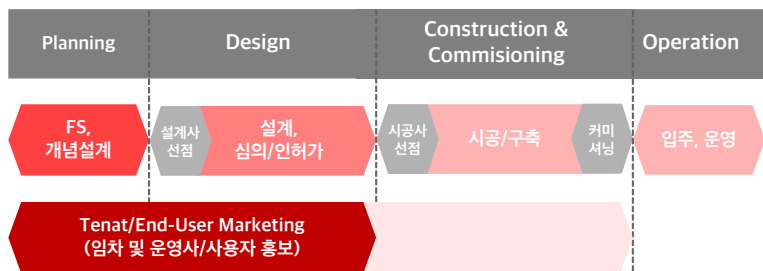 Planning
Design
Construction &
Commisioning
Operation
FS,
개념설계
설계사
선점
설계,
심의/인허가
시공사
선점
시공/구축
커미
셔닝
입주, 운영
Tenat/End-User Marketing
(임차 및 운영사/사용자 홍보)